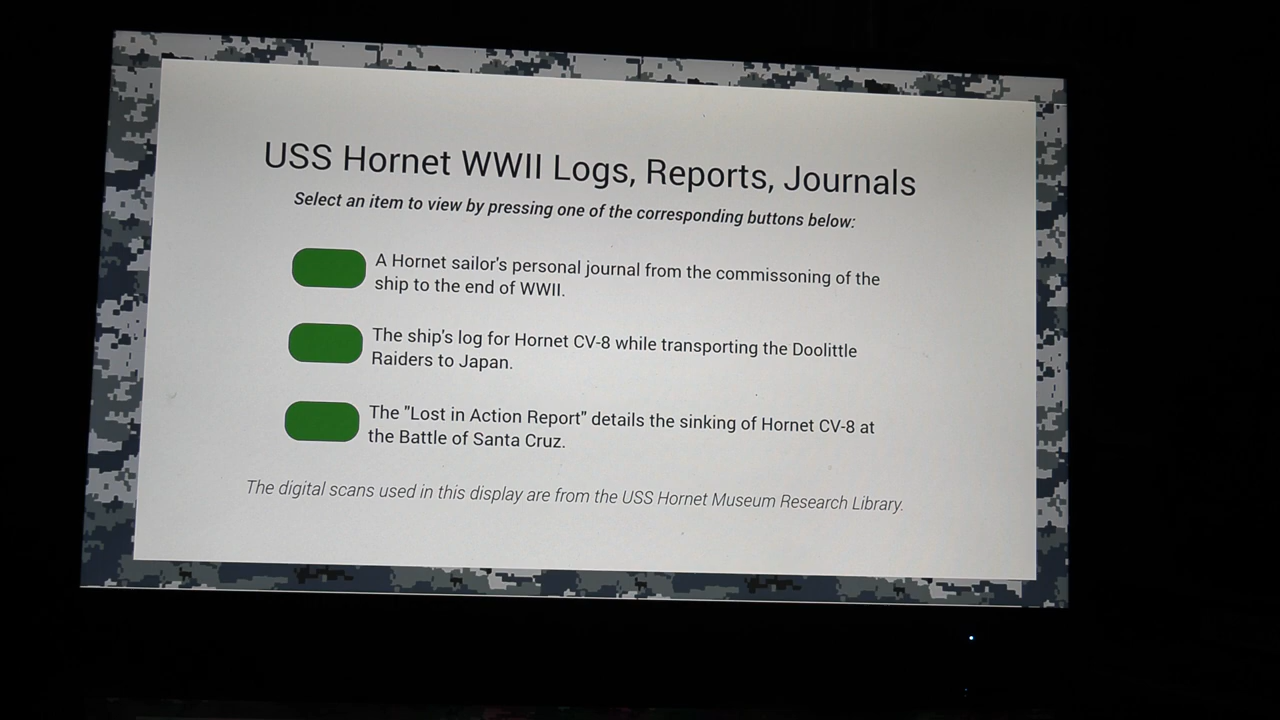 USS Hornet WWII Logs, Reports, Journals
Select an item to view by pressing one of the corresponding buttons below:
A Hornet sailor's personal journal from the commissoning of the
ship to the end of WWII.
The ship's log for Hornet CV-8 while transporting the Doolittle
Raiders to Japan.
The "Lost in Action Report" details the sinking of Hornet CV-8 at
the Battle of Santa Cruz.
The digital scans used in this display are from the USS Hornet Museum Research Library.